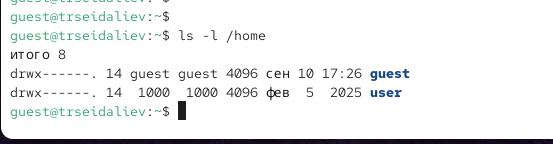 guest@trseidaliev:~$
guest@trseidaliev:~$ ls -l /home
итого 8
drwx------. 14 guest guest 4096 сен 10 17:26 guest
drwx------. 14  1000  1000 4096 фев  5  2025 user
guest@trseidaliev:~$